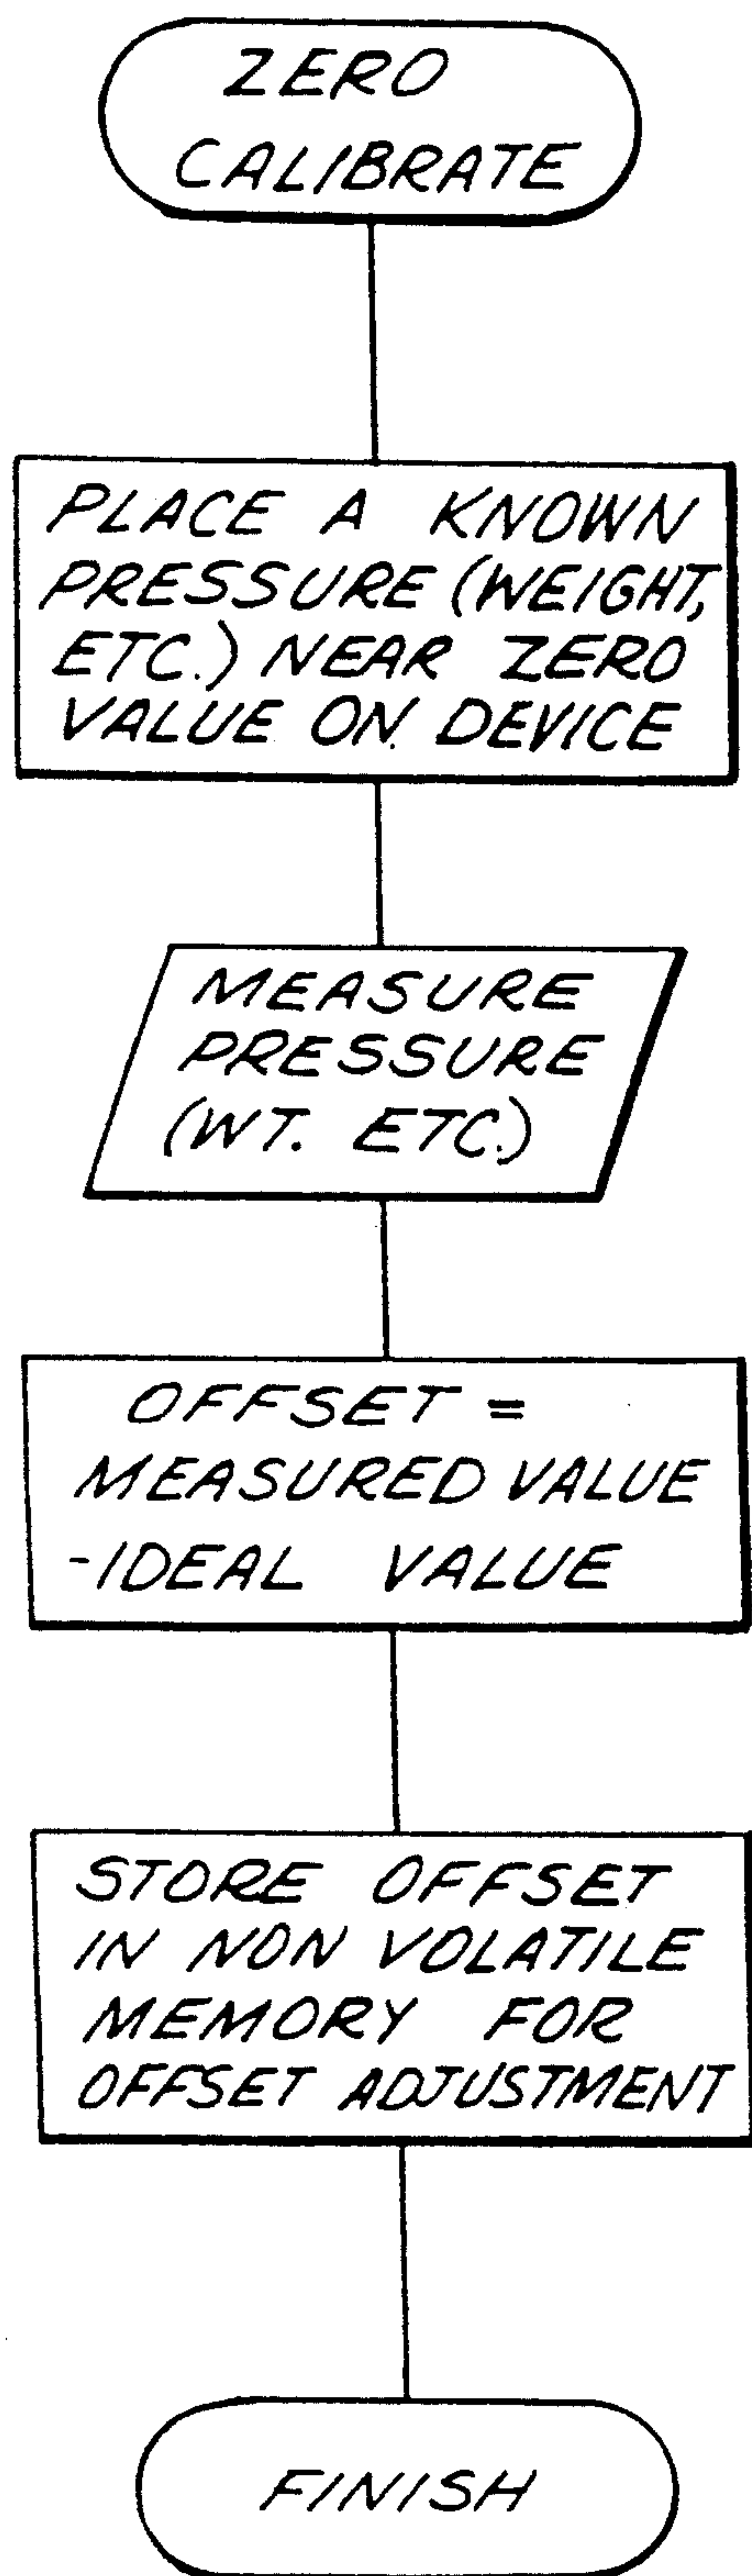 ZERO
CALIBRATE
PLACE A KNOWN
PRESSURE (WEIGHT,
ETC.) NEAR ZERO
VALUE ON DEVICE
MEASURE
PRESSURE
(WT. ETC.)
OFFSET =
MEASURED VALUE
-IDEAL VALUE
STORE OFFSET
IN NON VOLATILE
MEMORY FOR
OFFSET ADJUSTMENT
FINISH